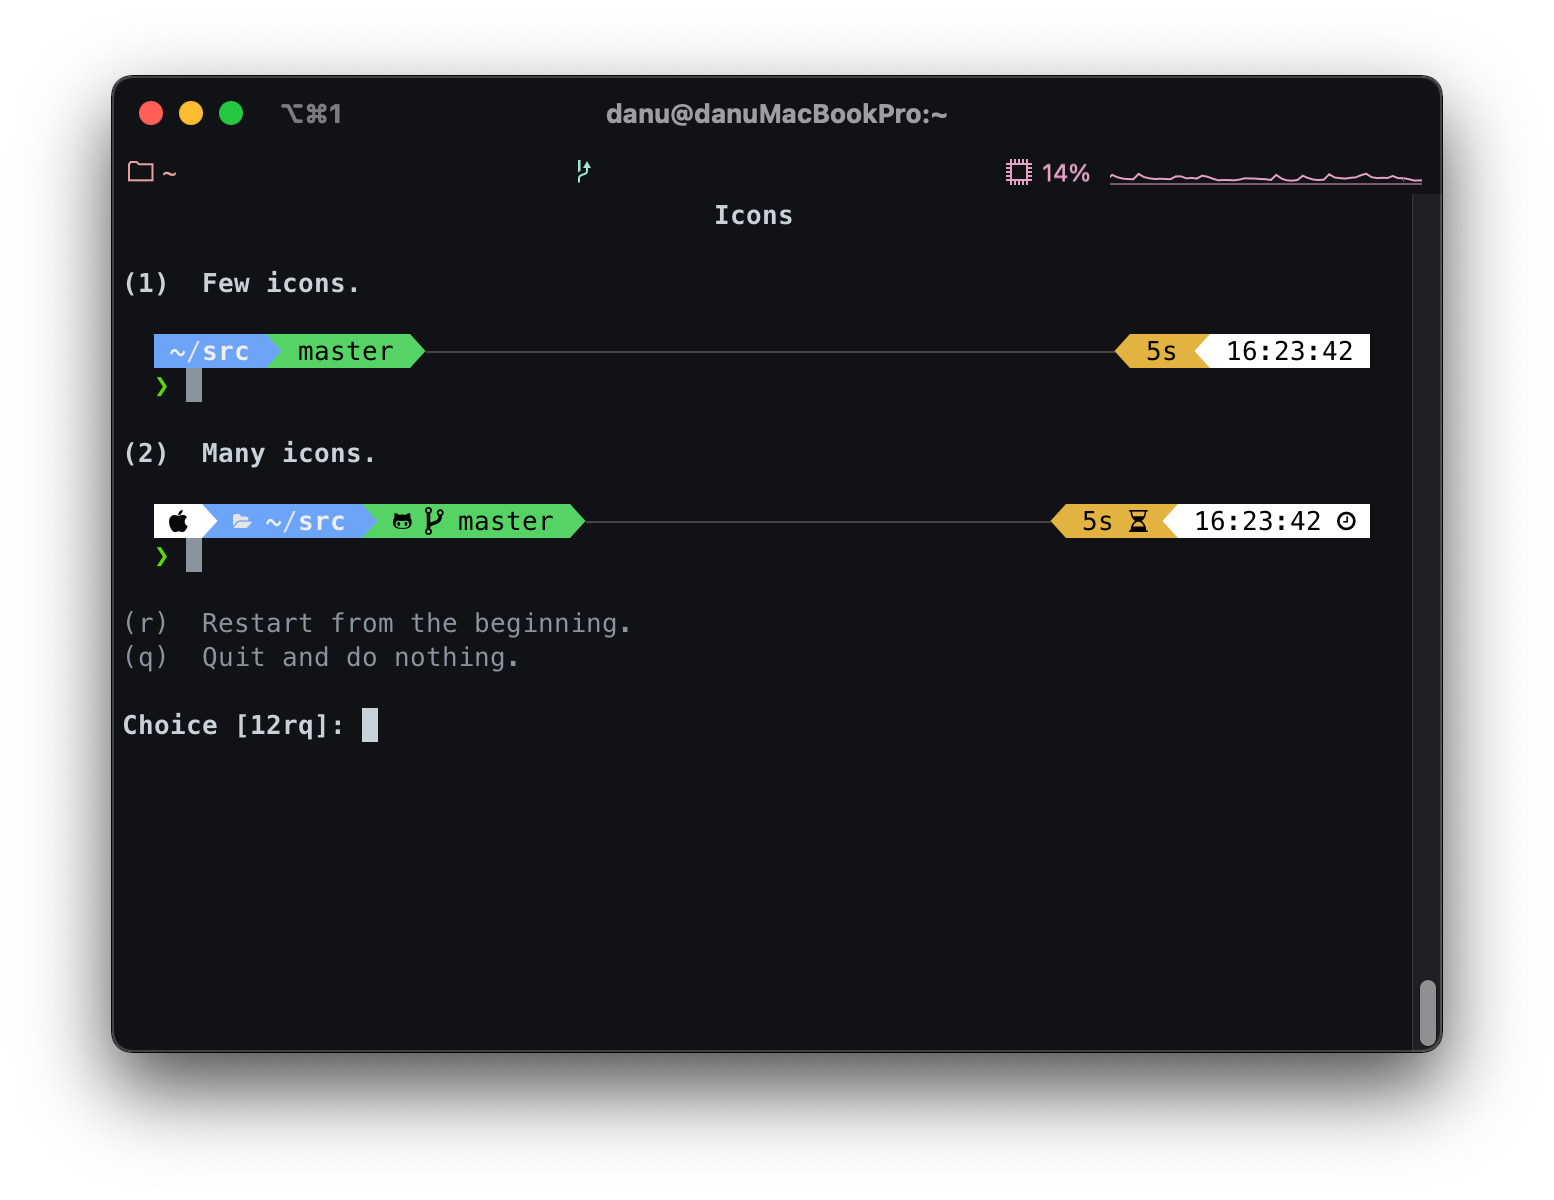 ⌥⌘1 danu@danuMacBookPro:~
~ 14%
Icons
(1) Few icons.
~/src master 5s 16:23:42
❯
(2) Many icons.
~/src master 5s 16:23:42
❯
(r) Restart from the beginning.
(q) Quit and do nothing.
Choice [12rq]: